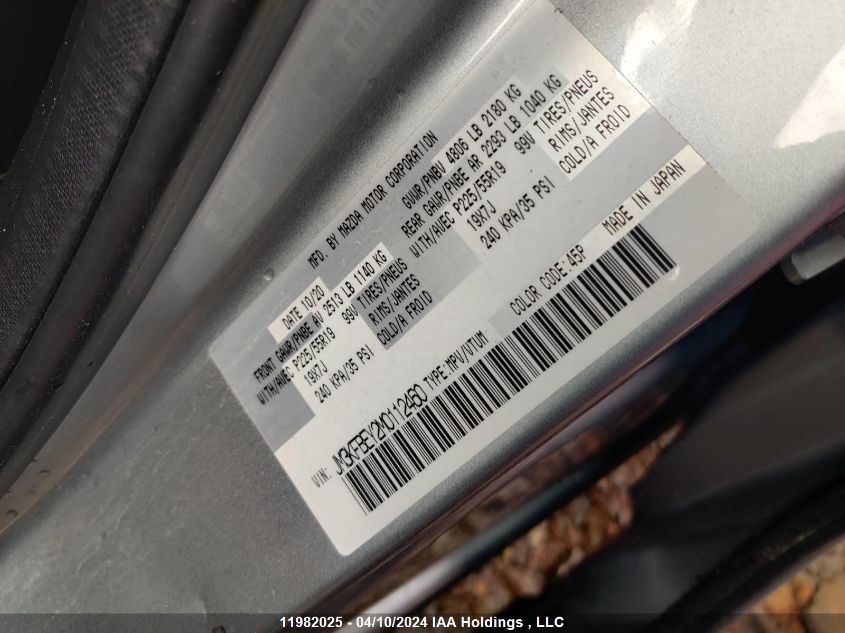 MFD. BY MAZDA MOTOR CORPORATION
DATE 10/20 GVWR/PNBV 4806 LB 2180 KG
FRONT GAWR/PNBE AV 2513 LB 1140 KG REAR GAWR/PNBE AR 2293 LB 1040 KG
WITH/AVEC P225/55R19 99V TIRES/PNEUS WITH/AVEC P225/55R19 99V TIRES/PNEUS
19X7J RIMS/JANTES 19X7J RIMS/JANTES
240 KPA/35 PSI COLD/A FROID 240 KPA/35 PSI COLD/A FROID
COLOR CODE:45P MADE IN JAPAN
VIN: JM3KFBE12M0112450 TYPE:MPV/UTUM
11982025 - 04/10/2024 IAA Holdings , LLC